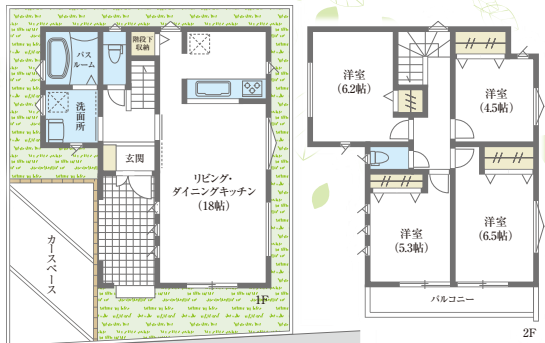 バス
ルーム
階段下
収納
洗面所
玄関
リビング・
ダイニングキッチン
(18帖)
カースペース
1F
洋室
(6.2帖)
洋室
(4.5帖)
洋室
(5.3帖)
洋室
(6.5帖)
バルコニー
2F